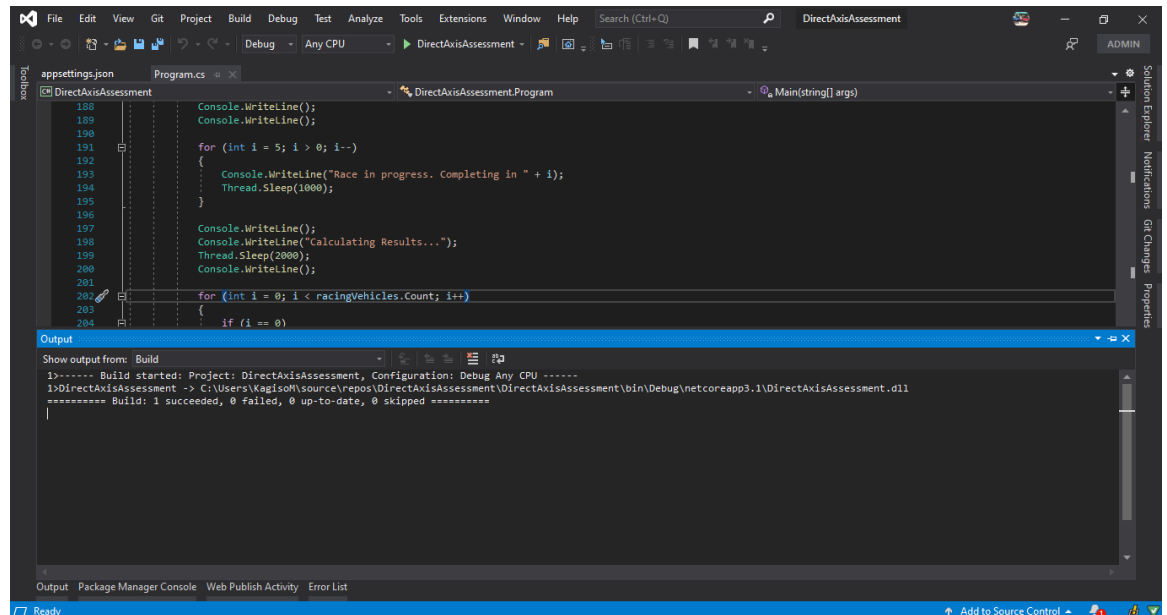 File Edit View Git Project Build Debug Test Analyze Tools Extensions Window Help Search (Ctrl+Q) DirectAxisAssessment
Debug Any CPU DirectAxisAssessment ADMIN
Toolbox
appsettings.json Program.cs
DirectAxisAssessment DirectAxisAssessment.Program Main(string[] args)
188 Console.WriteLine();
189 Console.WriteLine();
190
191 for (int i = 5; i > 0; i--)
192 {
193 Console.WriteLine("Race in progress. Completing in " + i);
194 Thread.Sleep(1000);
195 }
196
197 Console.WriteLine();
198 Console.WriteLine("Calculating Results...");
199 Thread.Sleep(2000);
200 Console.WriteLine();
201
202 for (int i = 0; i < racingVehicles.Count; i++)
203 {
204 if (i == 0)
Solution Explorer
Notifications
Git Changes
Properties
Output
Show output from: Build
1>------ Build started: Project: DirectAxisAssessment, Configuration: Debug Any CPU ------
1>DirectAxisAssessment -> C:\Users\KagisoM\source\repos\DirectAxisAssessment\DirectAxisAssessment\bin\Debug\netcoreapp3.1\DirectAxisAssessment.dll
========== Build: 1 succeeded, 0 failed, 0 up-to-date, 0 skipped ==========
Output Package Manager Console Web Publish Activity Error List
Ready Add to Source Control